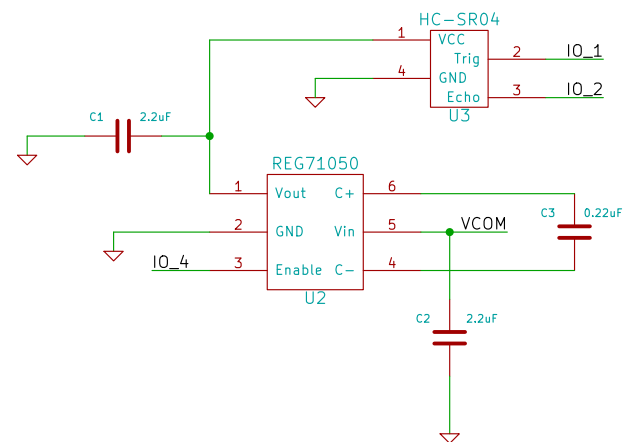 HC-SR04
1 VCC
Trig 2 IO_1
4 GND
Echo 3 IO_2
U3
C1 2.2uF
REG71050
1 Vout C+ 6
C3 0.22uF
2 GND Vin 5 VCOM
IO_4 3 Enable C- 4
U2
C2 2.2uF